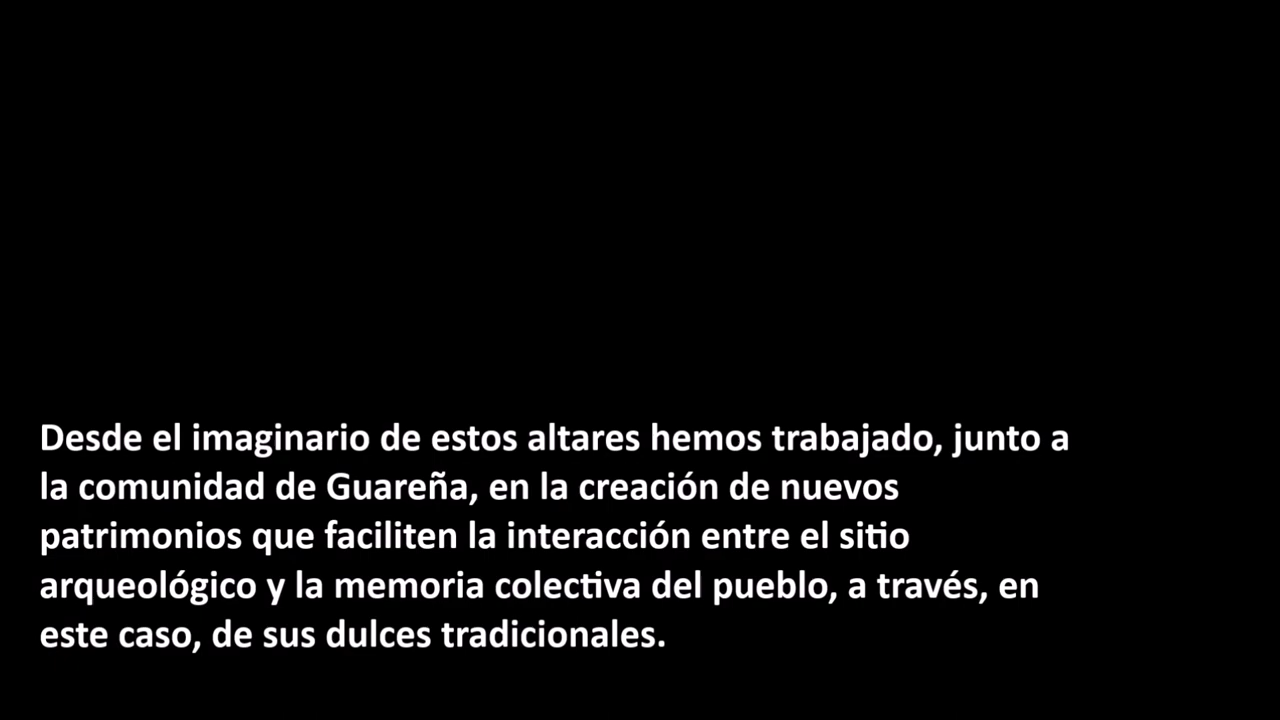 Desde el imaginario de estos altares hemos trabajado, junto a
la comunidad de Guareña, en la creación de nuevos
patrimonios que faciliten la interacción entre el sitio
arqueológico y la memoria colectiva del pueblo, a través, en
este caso, de sus dulces tradicionales.